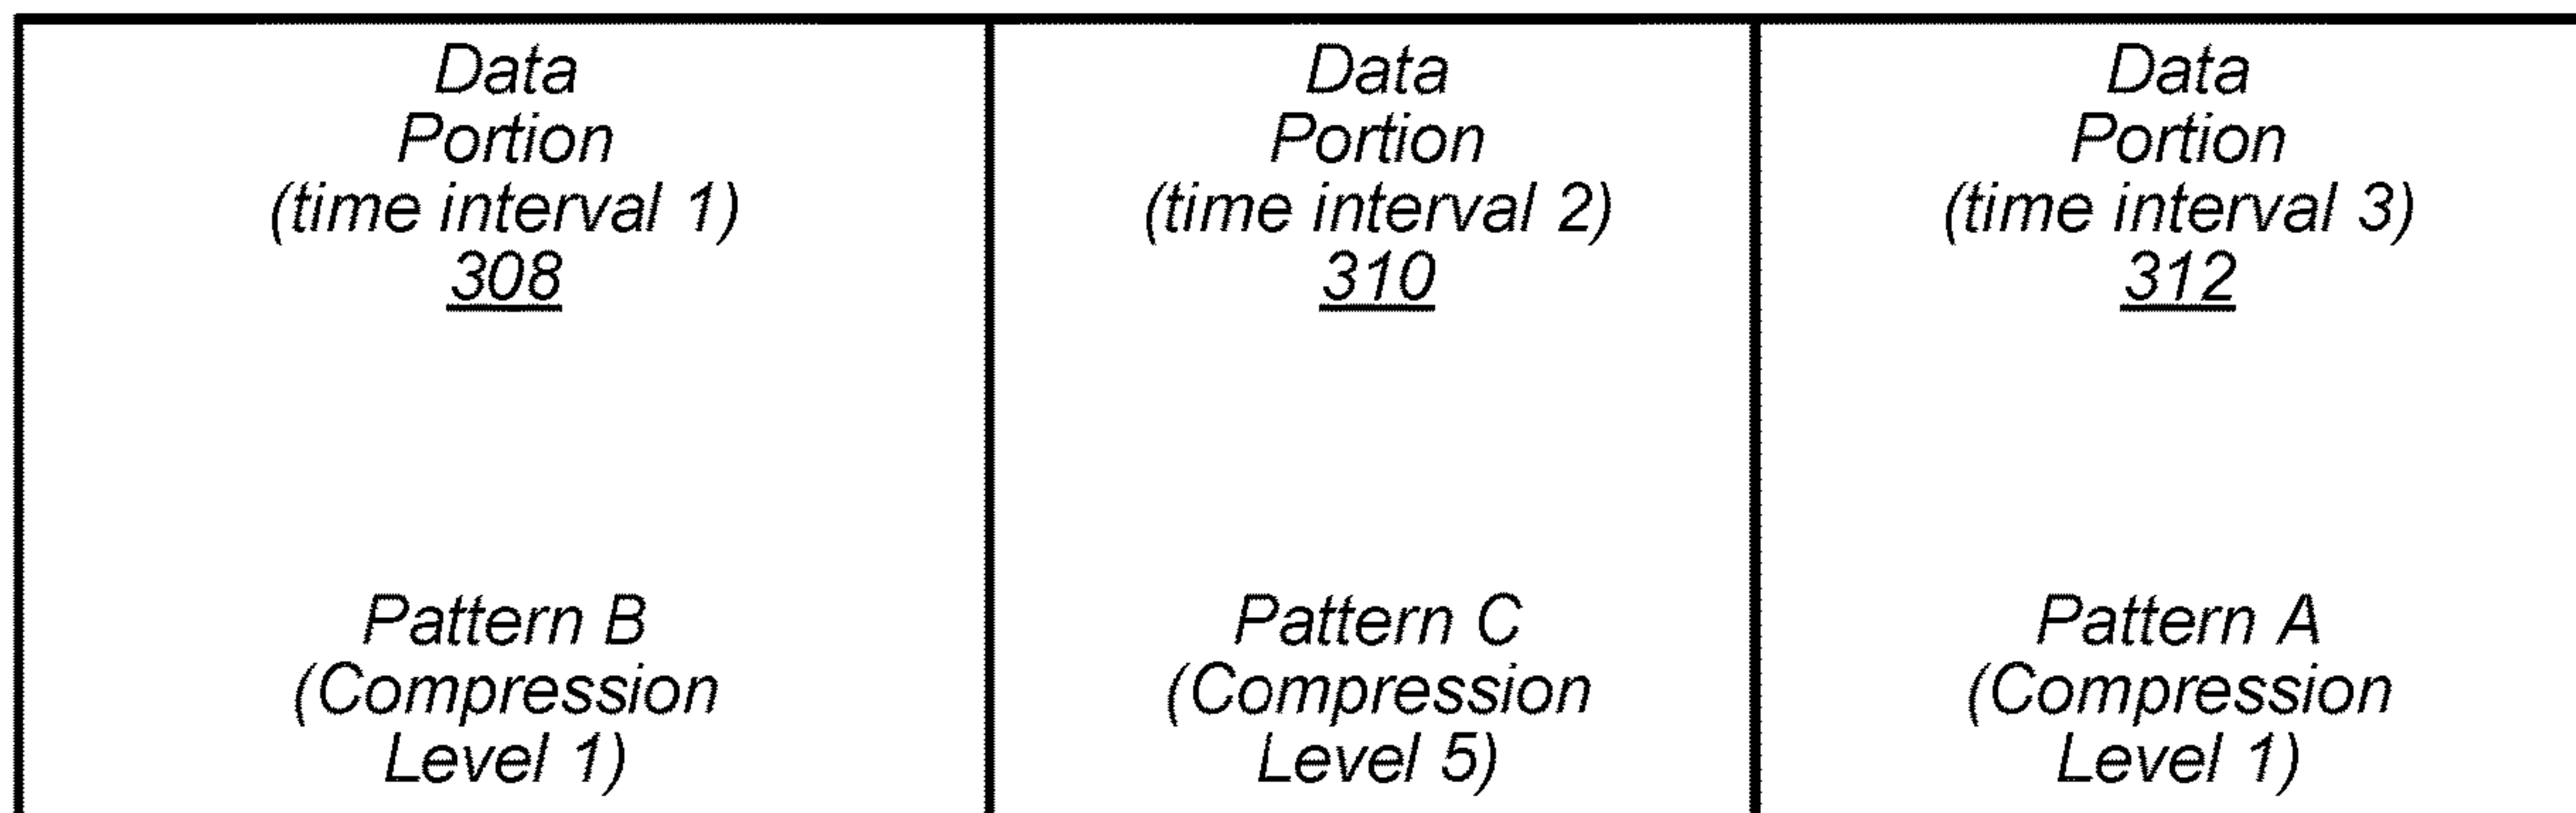 Data
Portion
(time interval 1)
308
Pattern B
(Compression
Level 1)
Data
Portion
(time interval 2)
310
Pattern C
(Compression
Level 5)
Data
Portion
(time interval 3)
312
Pattern A
(Compression
Level 1)